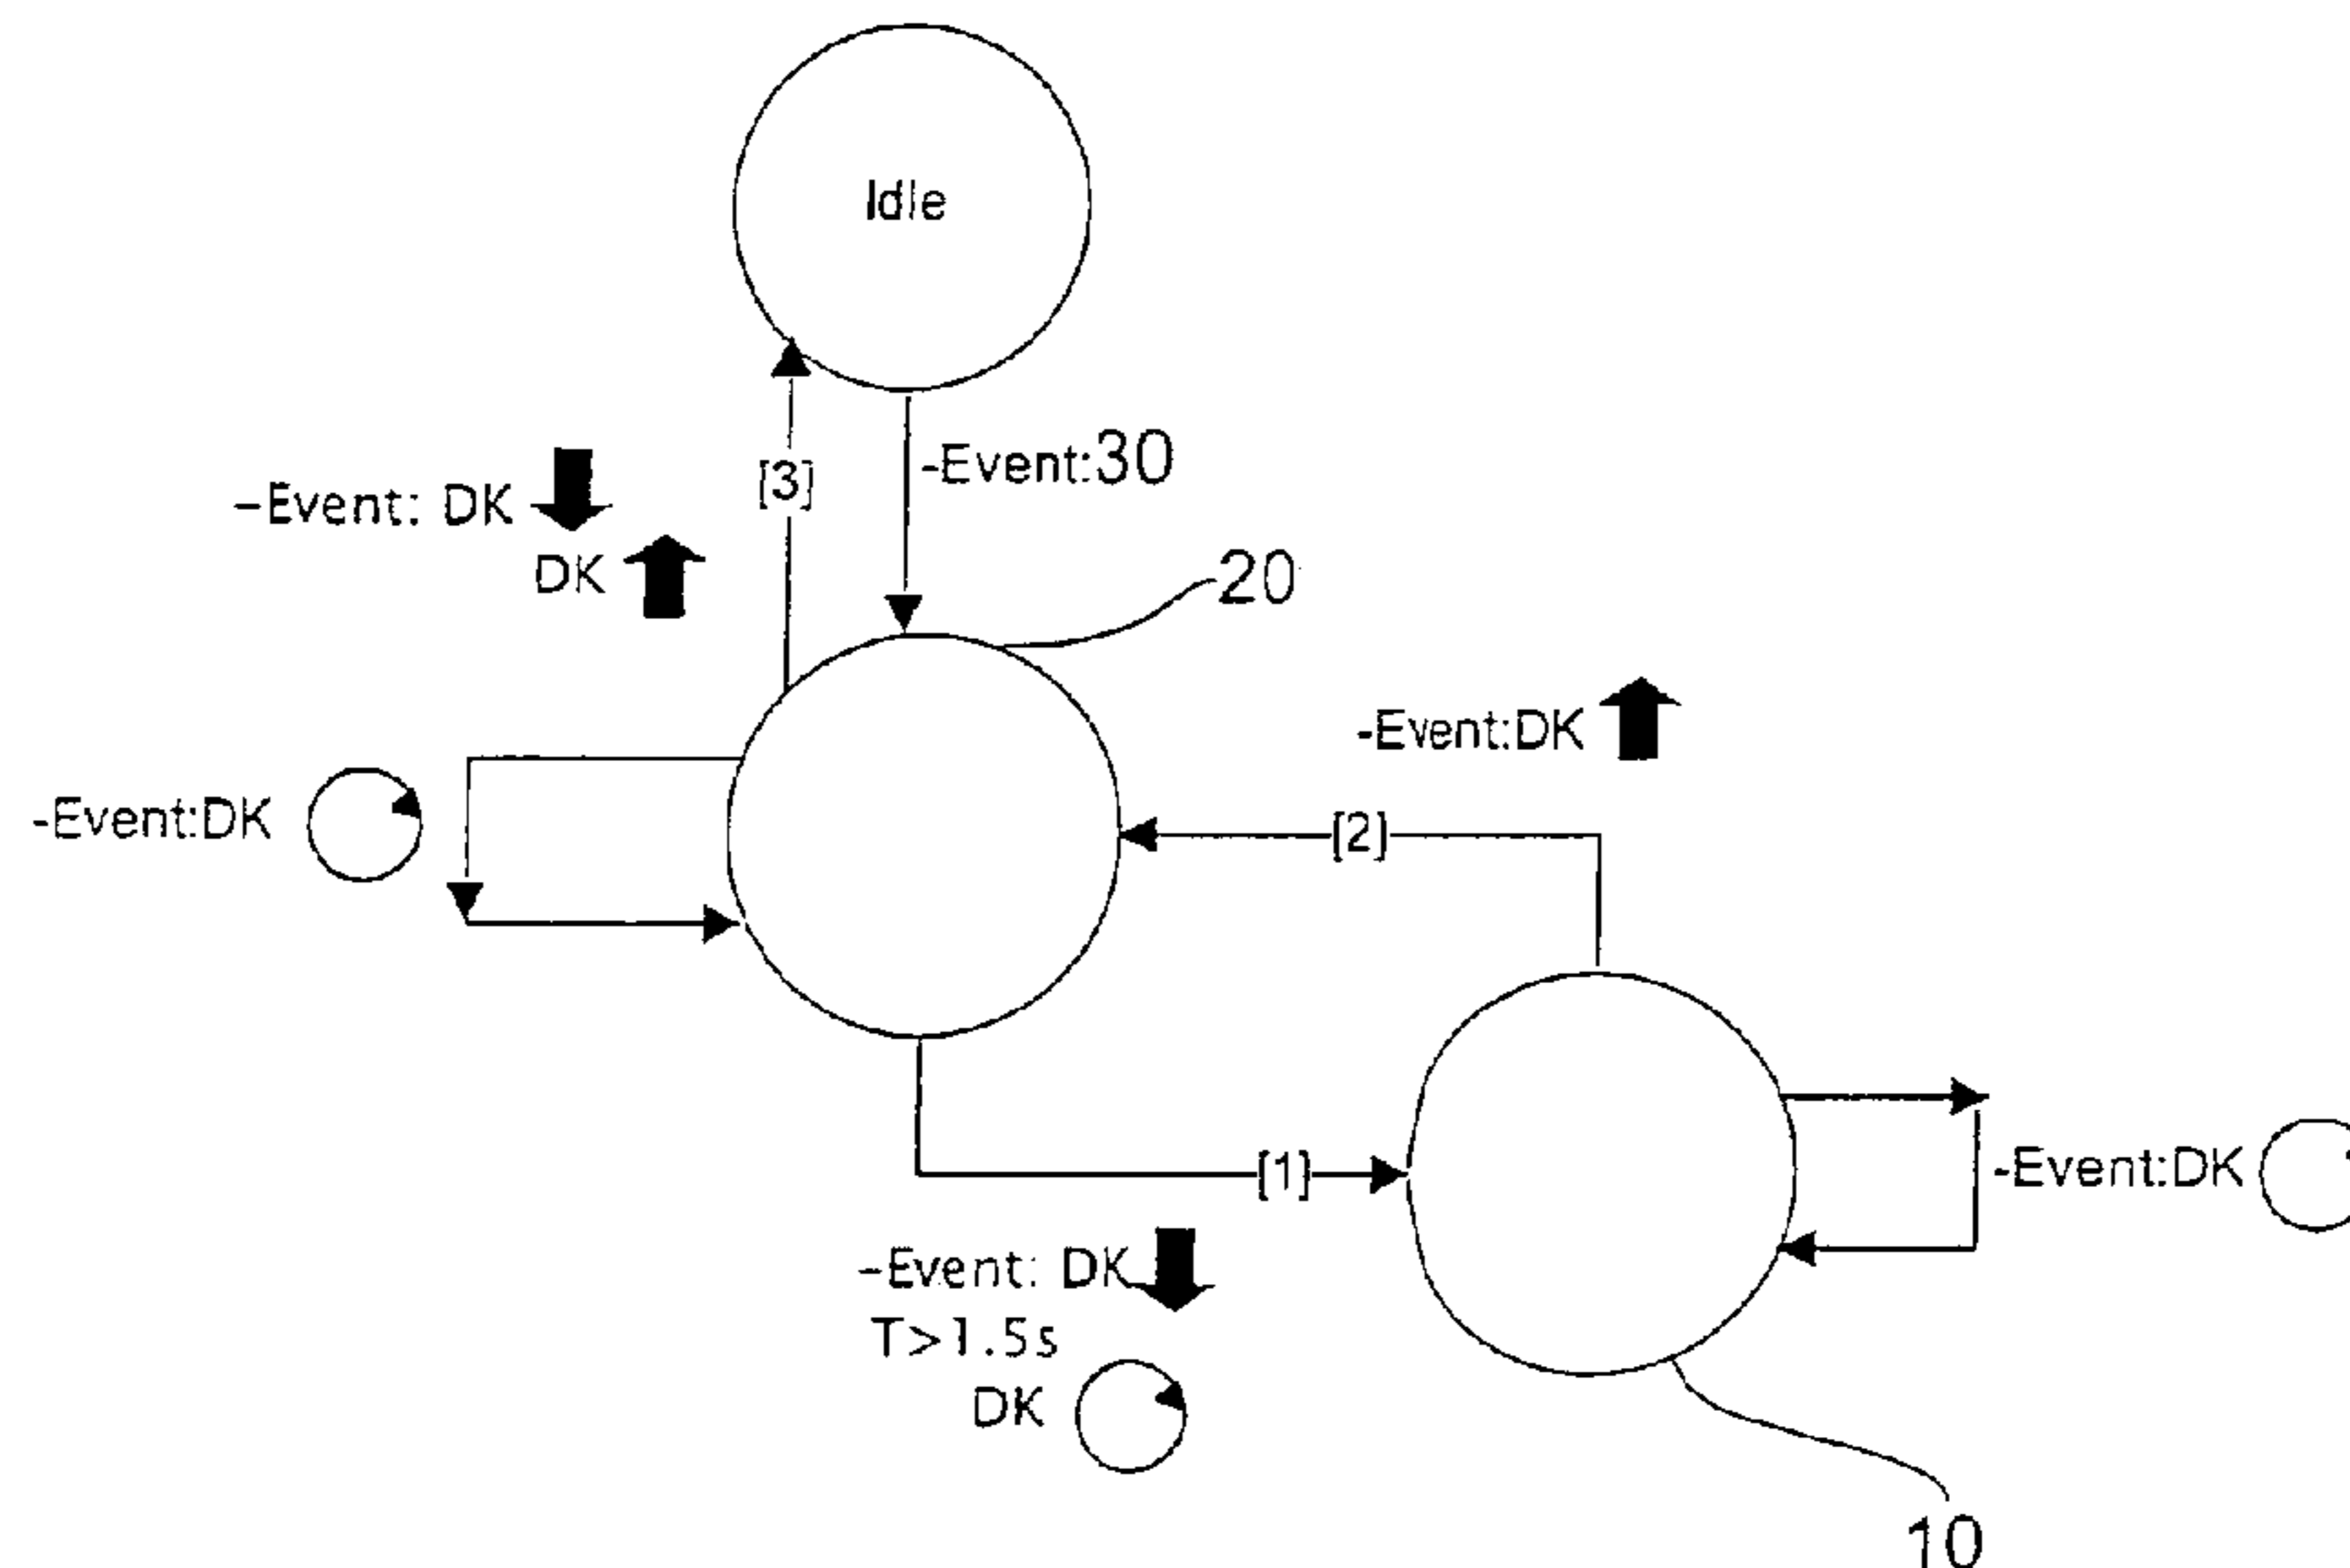 Idle
-Event:30
[3]
-Event: DK
DK
20
-Event:DK
-Event:DK
[2]
[1]
-Event:DK
-Event: DK
T>1.5s
DK
10